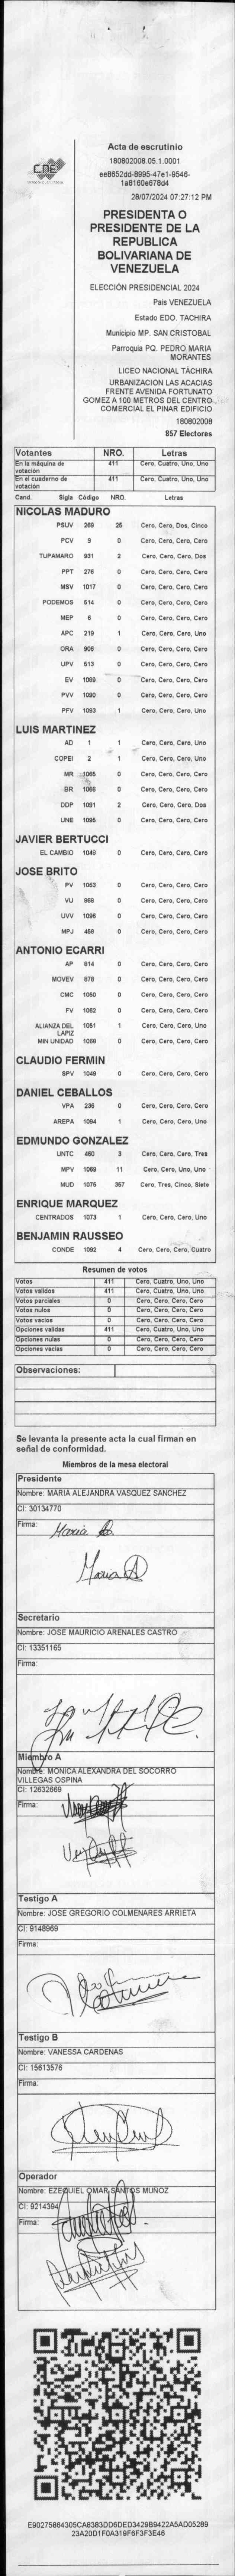 CDE
Acta de escrutinio
180802008.05.1.0001
ee8652dd-8995-47e1-9546-
1a8160e678d4
28/07/2024 07:27:12 PM
PRESIDENTA O
PRESIDENTE DE LA
REPUBLICA
BOLIVARIANA DE
VENEZUELA
ELECCIÓN PRESIDENCIAL 2024
Pais VENEZUELA
Estado EDO. TACHIRA
Municipio MP. SAN CRISTOBAL
Parroquia PQ. PEDRO MARIA
MORANTES
LICEO NACIONAL TÁCHIRA
URBANIZACION LAS ACACIAS
FRENTE AVENIDA FORTUNATO
GOMEZ A 100 METROS DEL CENTRO
COMERCIAL EL PINAR EDIFICIO
180802008
857 Electores
Votantes NRO. Letras
En la máquina de votación 411 Cero, Cuatro, Uno, Uno
En el cuaderno de votación 411 Cero, Cuatro, Uno, Uno
Cand. Sigla Código NRO. Letras
NICOLAS MADURO
PSUV 269 25 Cero, Cero, Dos, Cinco
PCV 9 0 Cero, Cero, Cero, Cero
TUPAMARO 931 2 Cero, Cero, Cero, Dos
PPT 276 0 Cero, Cero, Cero, Cero
MSV 1017 0 Cero, Cero, Cero, Cero
PODEMOS 514 0 Cero, Cero, Cero, Cero
MEP 6 0 Cero, Cero, Cero, Cero
APC 219 1 Cero, Cero, Cero, Uno
ORA 906 0 Cero, Cero, Cero, Cero
UPV 613 0 Cero, Cero, Cero, Cero
EV 1089 0 Cero, Cero, Cero, Cero
PVV 1090 0 Cero, Cero, Cero, Cero
PFV 1093 1 Cero, Cero, Cero, Uno
LUIS MARTINEZ
AD 1 1 Cero, Cero, Cero, Uno
COPEI 2 1 Cero, Cero, Cero, Uno
MR 1065 0 Cero, Cero, Cero, Cero
BR 1066 0 Cero, Cero, Cero, Cero
DDP 1091 2 Cero, Cero, Cero, Dos
UNE 1095 0 Cero, Cero, Cero, Cero
JAVIER BERTUCCI
EL CAMBIO 1048 0 Cero, Cero, Cero, Cero
JOSE BRITO
PV 1053 0 Cero, Cero, Cero, Cero
VU 868 0 Cero, Cero, Cero, Cero
UVV 1096 0 Cero, Cero, Cero, Cero
MPJ 459 0 Cero, Cero, Cero, Cero
ANTONIO ECARRI
AP 814 0 Cero, Cero, Cero, Cero
MOVEV 878 0 Cero, Cero, Cero, Cero
CMC 1050 0 Cero, Cero, Cero, Cero
FV 1052 0 Cero, Cero, Cero, Cero
ALIANZA DEL LAPIZ 1051 1 Cero, Cero, Cero, Uno
MIN UNIDAD 1069 0 Cero, Cero, Cero, Cero
CLAUDIO FERMIN
SPV 1049 0 Cero, Cero, Cero, Cero
DANIEL CEBALLOS
VPA 236 0 Cero, Cero, Cero, Cero
AREPA 1094 1 Cero, Cero, Cero, Uno
EDMUNDO GONZALEZ
UNTC 460 3 Cero, Cero, Cero, Tres
MPV 1069 11 Cero, Cero, Uno, Uno
MUD 1075 357 Cero, Tres, Cinco, Siete
ENRIQUE MARQUEZ
CENTRADOS 1073 1 Cero, Cero, Cero, Uno
BENJAMIN RAUSSEO
CONDE 1092 4 Cero, Cero, Cero, Cuatro
Resumen de votos
Votos 411 Cero, Cuatro, Uno, Uno
Votos validos 411 Cero, Cuatro, Uno, Uno
Votos parciales 0 Cero, Cero, Cero, Cero
Votos nulos 0 Cero, Cero, Cero, Cero
Votos vacios 0 Cero, Cero, Cero, Cero
Opciones validas 411 Cero, Cuatro, Uno, Uno
Opciones nulas 0 Cero, Cero, Cero, Cero
Opciones vacias 0 Cero, Cero, Cero, Cero
Observaciones:
Se levanta la presente acta la cual firman en
señal de conformidad.
Miembros de la mesa electoral
Presidente
Nombre: MARIA ALEJANDRA VASQUEZ SANCHEZ
CI: 30134770
Firma: Maria A.
Maria A
Secretario
Nombre: JOSE MAURICIO ARENALES CASTRO
CI: 13351165
Firma:
Miembro A
Nombre: MONICA ALEXANDRA DEL SOCORRO
VILLEGAS OSPINA
CI: 12632669
Firma:
Testigo A
Nombre: JOSE GREGORIO COLMENARES ARRIETA
CI: 9148969
Firma:
Testigo B
Nombre: VANESSA CARDENAS
CI: 15613576
Firma:
Operador
Nombre: EZEQUIEL OMAR SANTOS MUÑOZ
CI: 9214394
Firma:
E90275864305CA8383DD6DED3429B9422A5AD05289
23A20D1F0A319F6F3F3E46